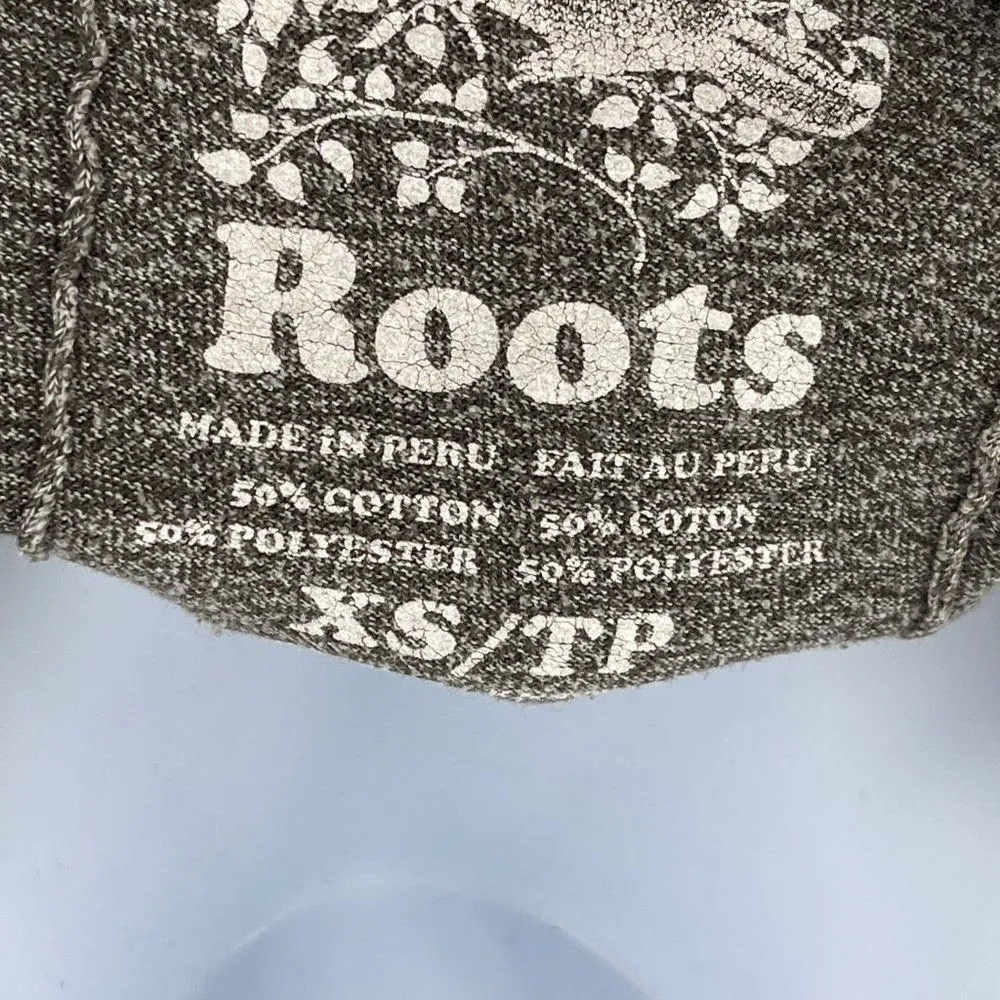 Roots
MADE IN PERU FAIT AU PERU
50% COTTON 50% COTON
50% POLYESTER 50% POLYESTER
XS/TP